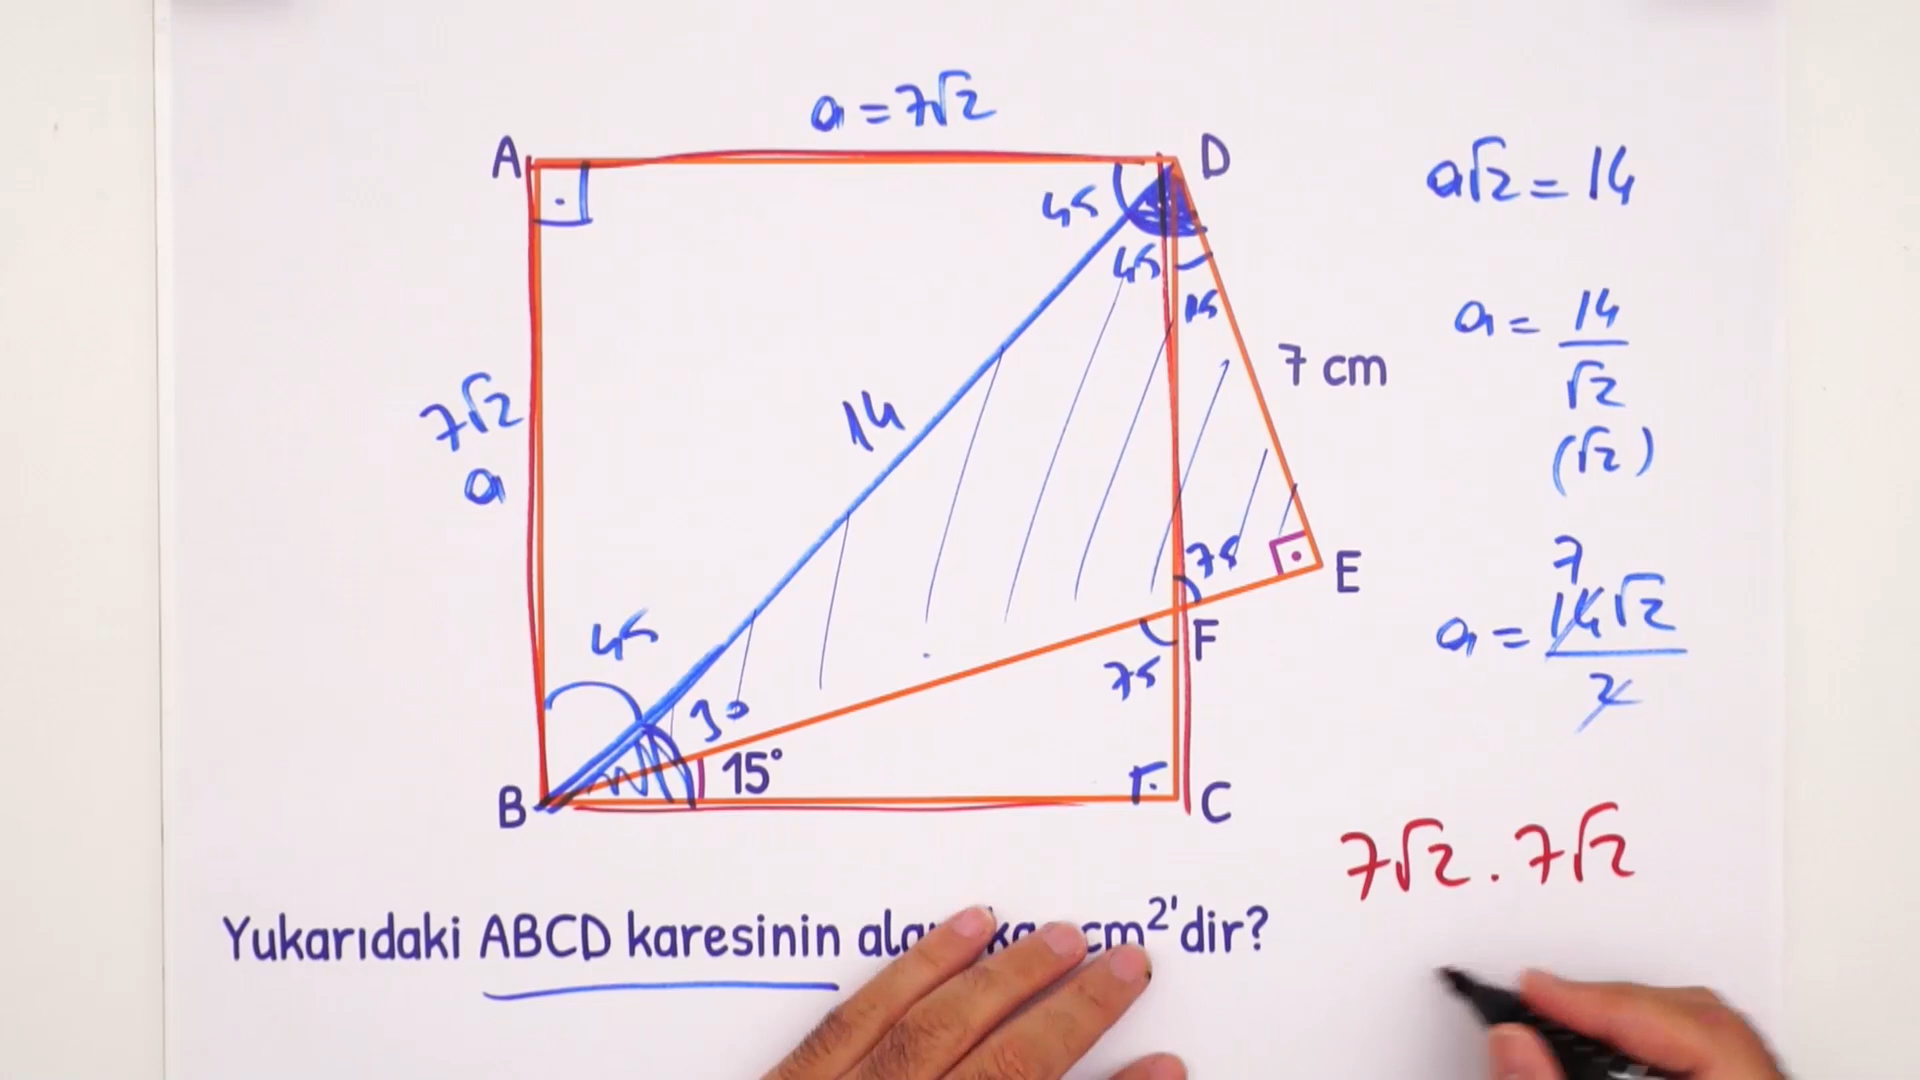 a = 7√2
A
D
45
45
15
7 cm
7√2
a
14
75
E
F
75
45
30
15°
B
C
a√2 = 14
a = 14/√2
(√2)
7
a = 14√2/2
7√2 . 7√2
Yukarıdaki ABCD karesinin cm²'dir?